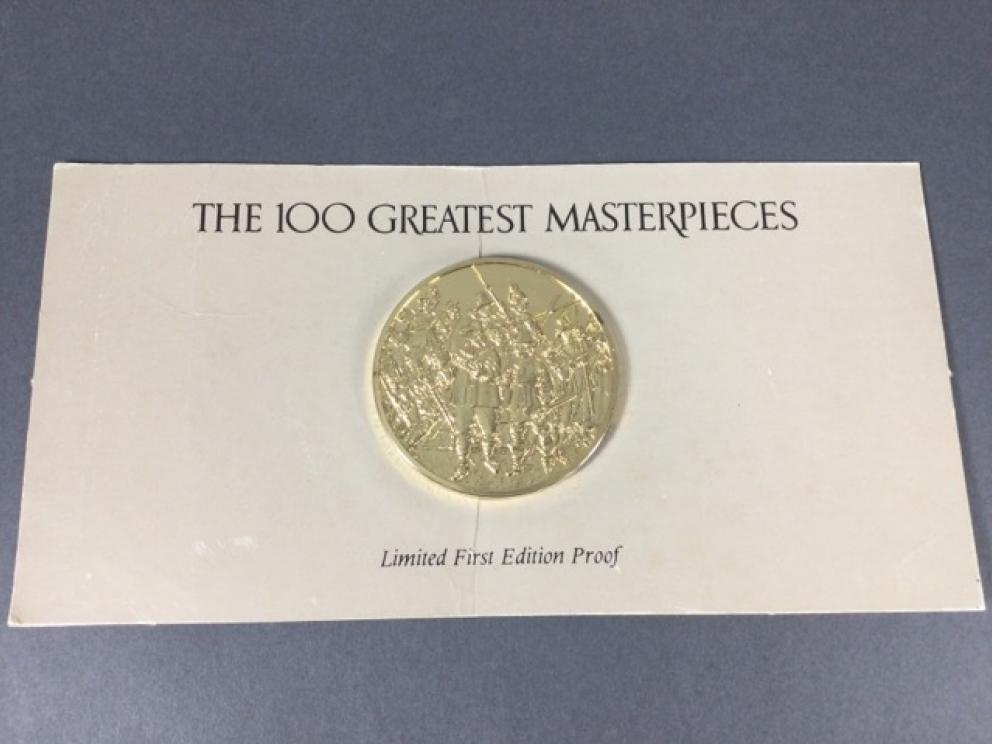 THE 100 GREATEST MASTERPIECES
Limited First Edition Proof